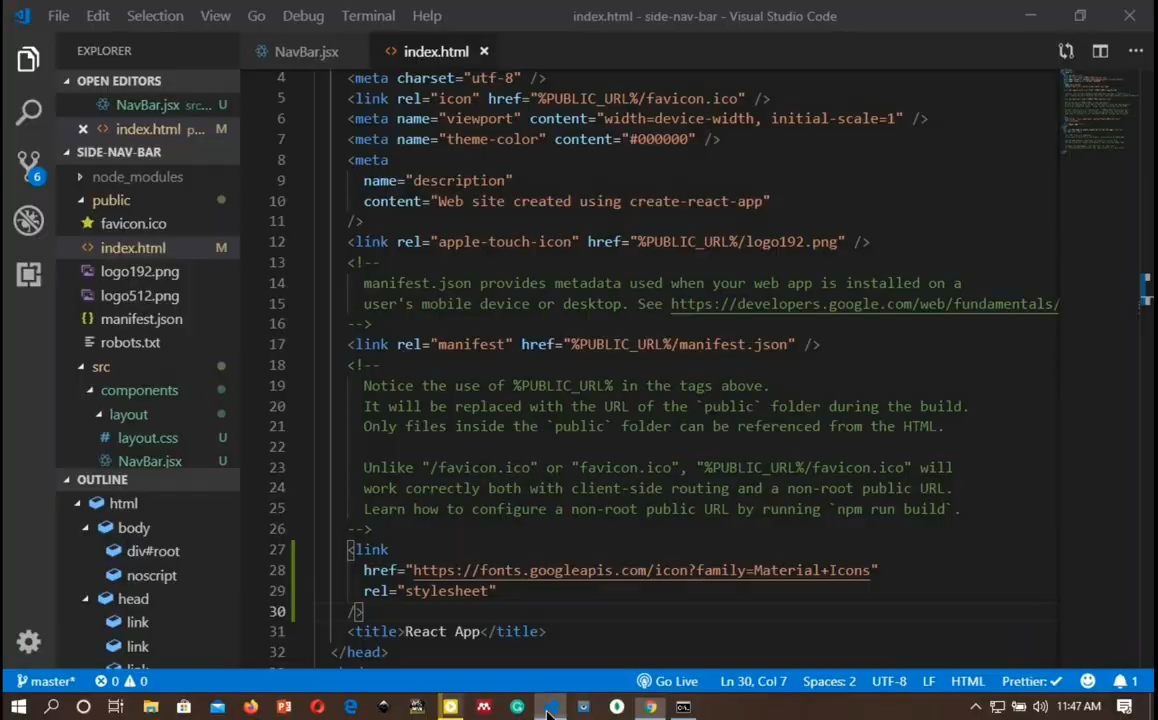 File Edit Selection View Go Debug Terminal Help index.html - side-nav-bar - Visual Studio Code
EXPLORER
OPEN EDITORS
NavBar.jsx src... U
index.html p... M
SIDE-NAV-BAR
node_modules
public
favicon.ico
index.html M
logo192.png
logo512.png
manifest.json
robots.txt
src
components
layout
layout.css U
NavBar.jsx U
OUTLINE
html
body
div#root
noscript
head
link
link
NavBar.jsx index.html
4 <meta charset="utf-8" />
5 <link rel="icon" href="%PUBLIC_URL%/favicon.ico" />
6 <meta name="viewport" content="width=device-width, initial-scale=1" />
7 <meta name="theme-color" content="#000000" />
8 <meta
9 name="description"
10 content="Web site created using create-react-app"
11 />
12 <link rel="apple-touch-icon" href="%PUBLIC_URL%/logo192.png" />
13 <!--
14 manifest.json provides metadata used when your web app is installed on a
15 user's mobile device or desktop. See https://developers.google.com/web/fundamentals/
16 -->
17 <link rel="manifest" href="%PUBLIC_URL%/manifest.json" />
18 <!--
19 Notice the use of %PUBLIC_URL% in the tags above.
20 It will be replaced with the URL of the `public` folder during the build.
21 Only files inside the `public` folder can be referenced from the HTML.
22
23 Unlike "/favicon.ico" or "favicon.ico", "%PUBLIC_URL%/favicon.ico" will
24 work correctly both with client-side routing and a non-root public URL.
25 Learn how to configure a non-root public URL by running `npm run build`.
26 -->
27 <link
28 href="https://fonts.googleapis.com/icon?family=Material+Icons"
29 rel="stylesheet"
30 />
31 <title>React App</title>
32 </head>
6
master* 0 0 Go Live Ln 30, Col 7 Spaces: 2 UTF-8 LF HTML Prettier: ✓ 1
11:47 AM